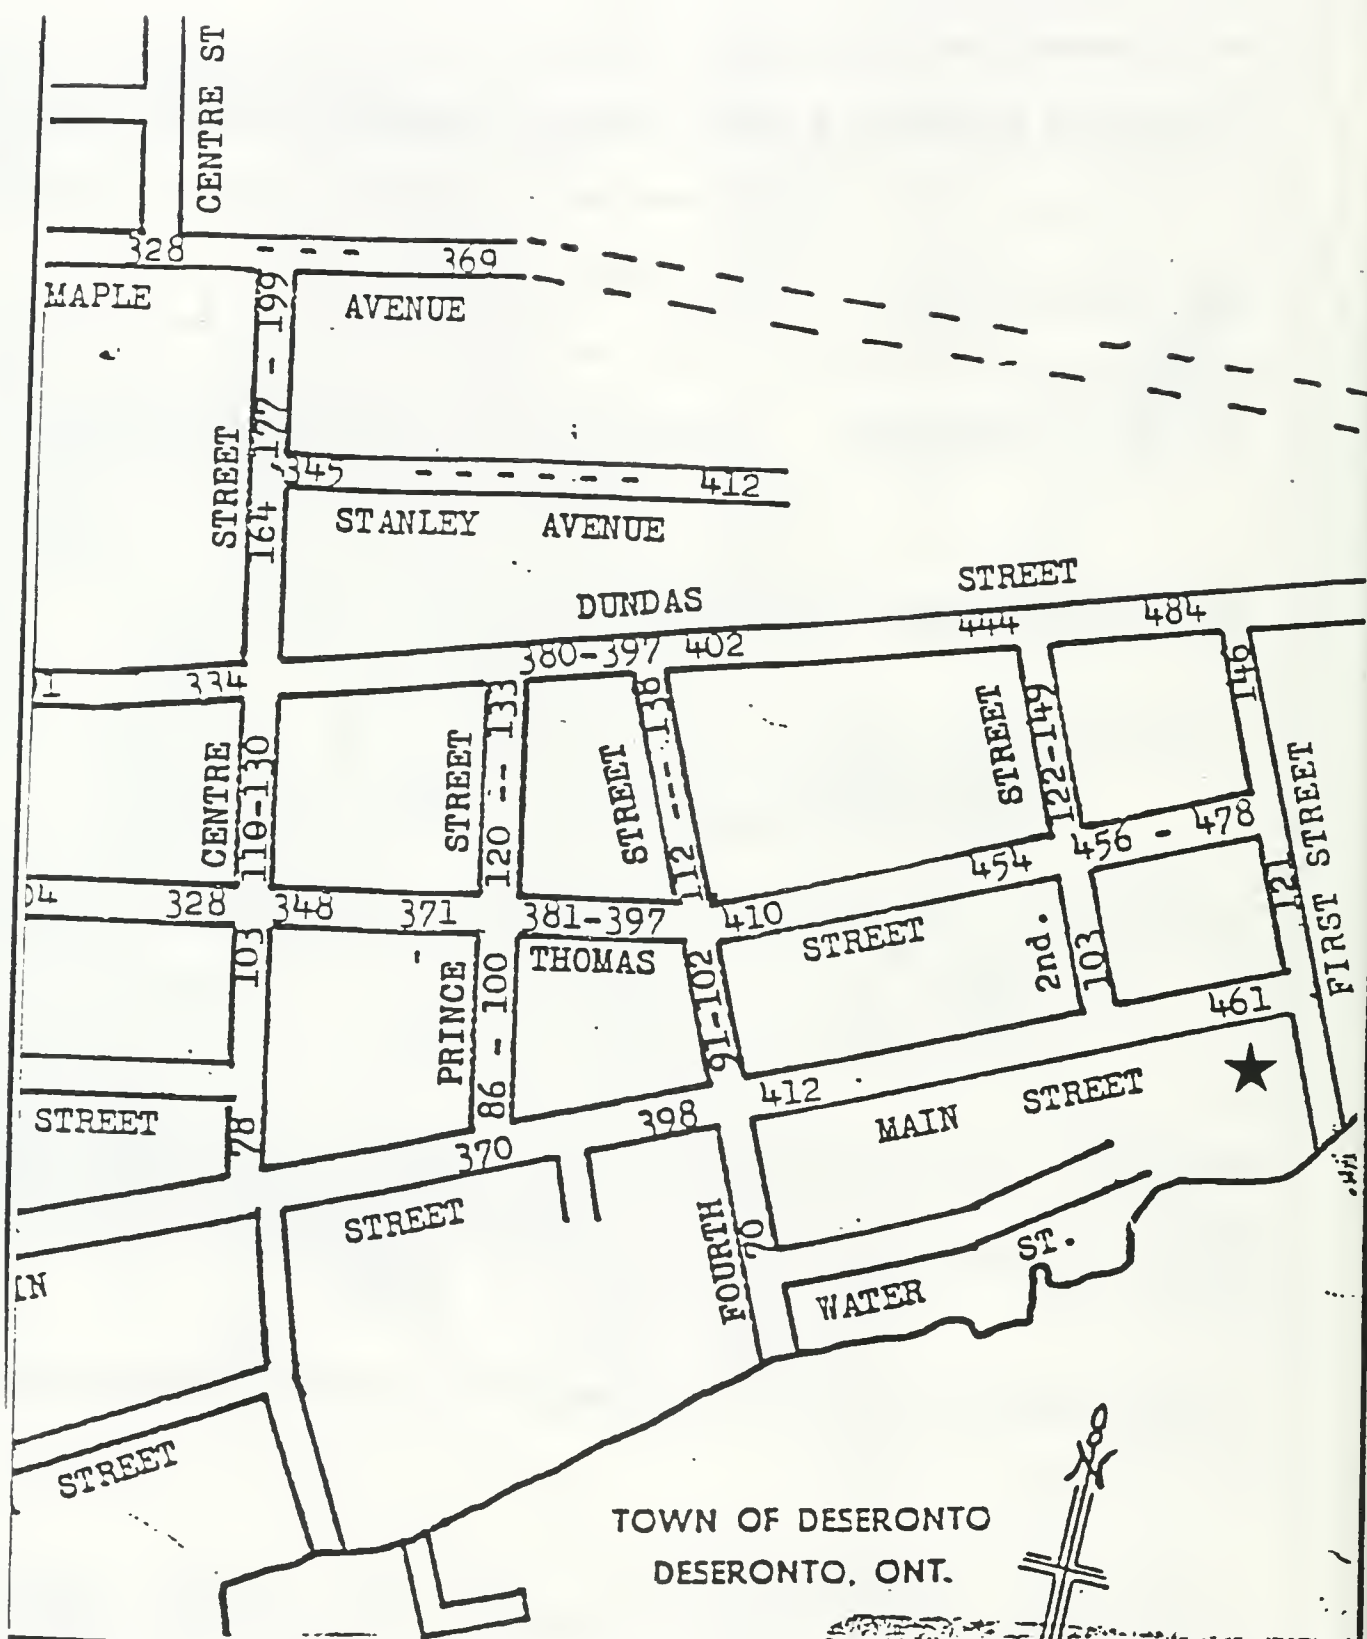 CENTRE ST
328 - - - 369
MAPLE AVENUE
177 - 199
345 - - - - - - 412
STREET
164
STANLEY AVENUE
DUNDAS STREET
334 380-397 402 444 484
146
CENTRE
110-130
STREET
120 -- 133
STREET
112 --- 138
STREET
122-149
FIRST STREET
121
328 348 371 381-397 410 454 456 - 478
THOMAS STREET
103
PRINCE
86 - 100
91-102
2nd.
103
461
STREET
78
370 398 412
MAIN STREET
STREET
FOURTH
70
WATER ST.
STREET
N
TOWN OF DESERONTO
DESERONTO, ONT.